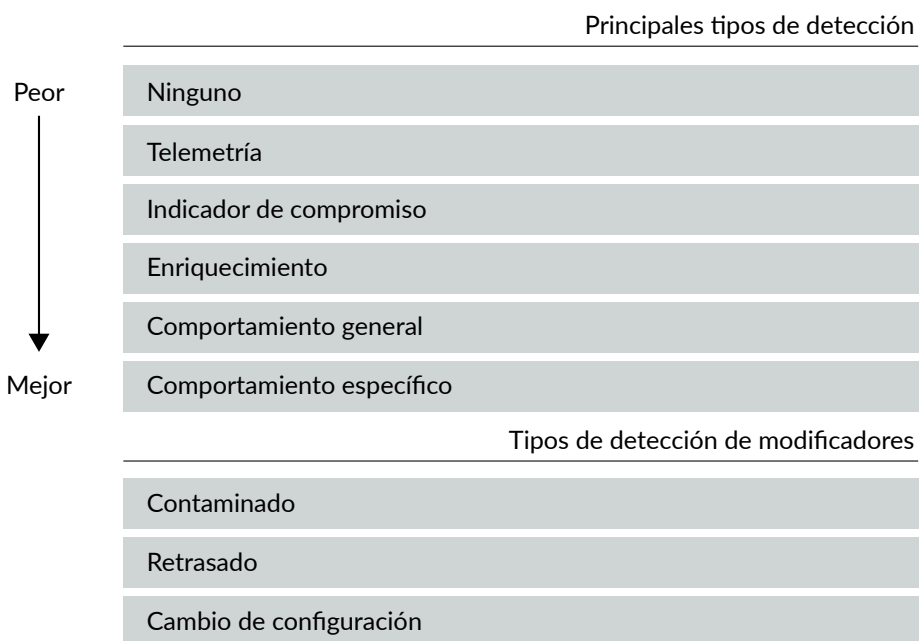 Principales tipos de detección
Peor
Ninguno
Telemetría
Indicador de compromiso
Enriquecimiento
Comportamiento general
Mejor
Comportamiento específico
Tipos de detección de modificadores
Contaminado
Retrasado
Cambio de configuración